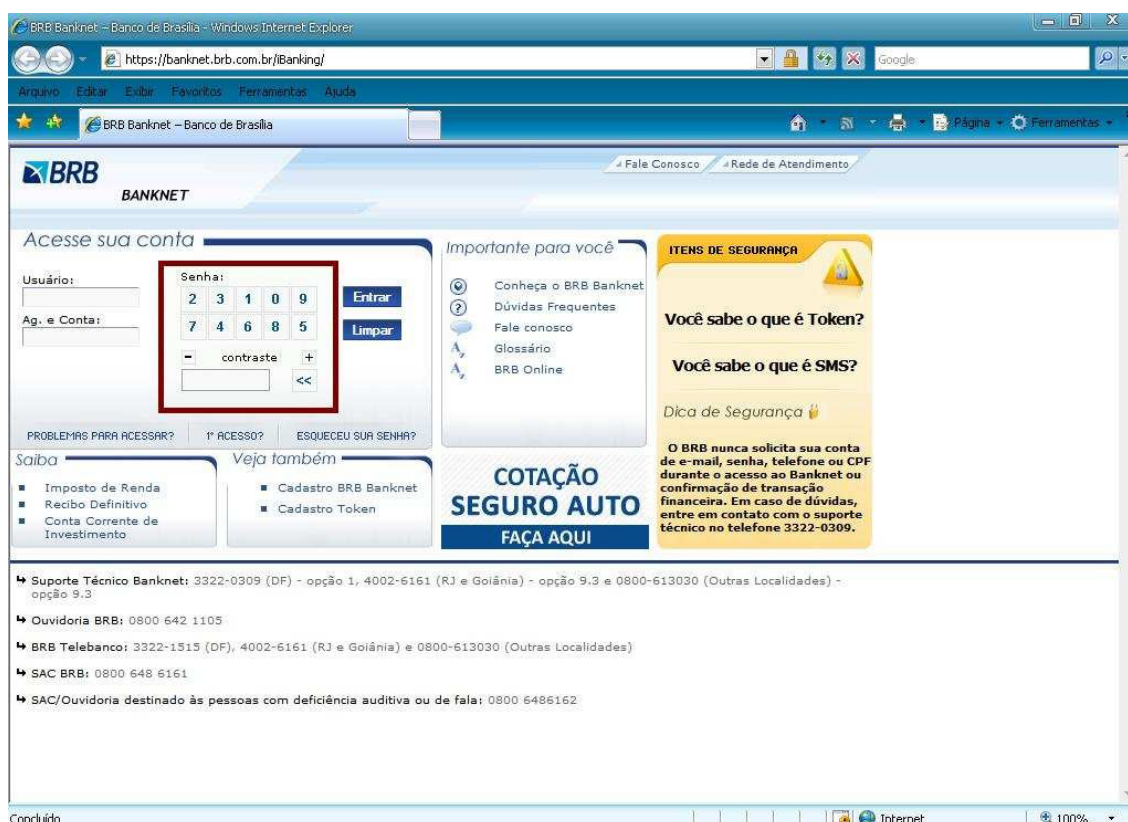 BRB Banknet – Banco de Brasília - Windows Internet Explorer
https://banknet.brb.com.br/iBanking/
Google
Arquivo Editar Exibir Favoritos Ferramentas Ajuda
BRB Banknet – Banco de Brasília
Página Ferramentas
BRB
BANKNET
Fale Conosco
Rede de Atendimento
Acesse sua conta
Usuário:
Ag. e Conta:
Senha:
2 3 1 0 9
7 4 6 8 5
- contraste +
<<
Entrar
Limpar
PROBLEMAS PARA ACESSAR? 1º ACESSO? ESQUECEU SUA SENHA?
Importante para você
Conheça o BRB Banknet
Dúvidas Frequentes
Fale conosco
Glossário
BRB Online
ITENS DE SEGURANÇA
Você sabe o que é Token?
Você sabe o que é SMS?
Dica de Segurança
O BRB nunca solicita sua conta
de e-mail, senha, telefone ou CPF
durante o acesso ao Banknet ou
confirmação de transação
financeira. Em caso de dúvidas,
entre em contato com o suporte
técnico no telefone 3322-0309.
Saiba
Imposto de Renda
Recibo Definitivo
Conta Corrente de
Investimento
Veja também
Cadastro BRB Banknet
Cadastro Token
COTAÇÃO
SEGURO AUTO
FAÇA AQUI
Suporte Técnico Banknet: 3322-0309 (DF) - opção 1, 4002-6161 (RJ e Goiânia) - opção 9.3 e 0800-613030 (Outras Localidades) -
opção 9.3
Ouvidoria BRB: 0800 642 1105
BRB Telebanco: 3322-1515 (DF), 4002-6161 (RJ e Goiânia) e 0800-613030 (Outras Localidades)
SAC BRB: 0800 648 6161
SAC/Ouvidoria destinado às pessoas com deficiência auditiva ou de fala: 0800 6486162
Concluído
Internet
100%